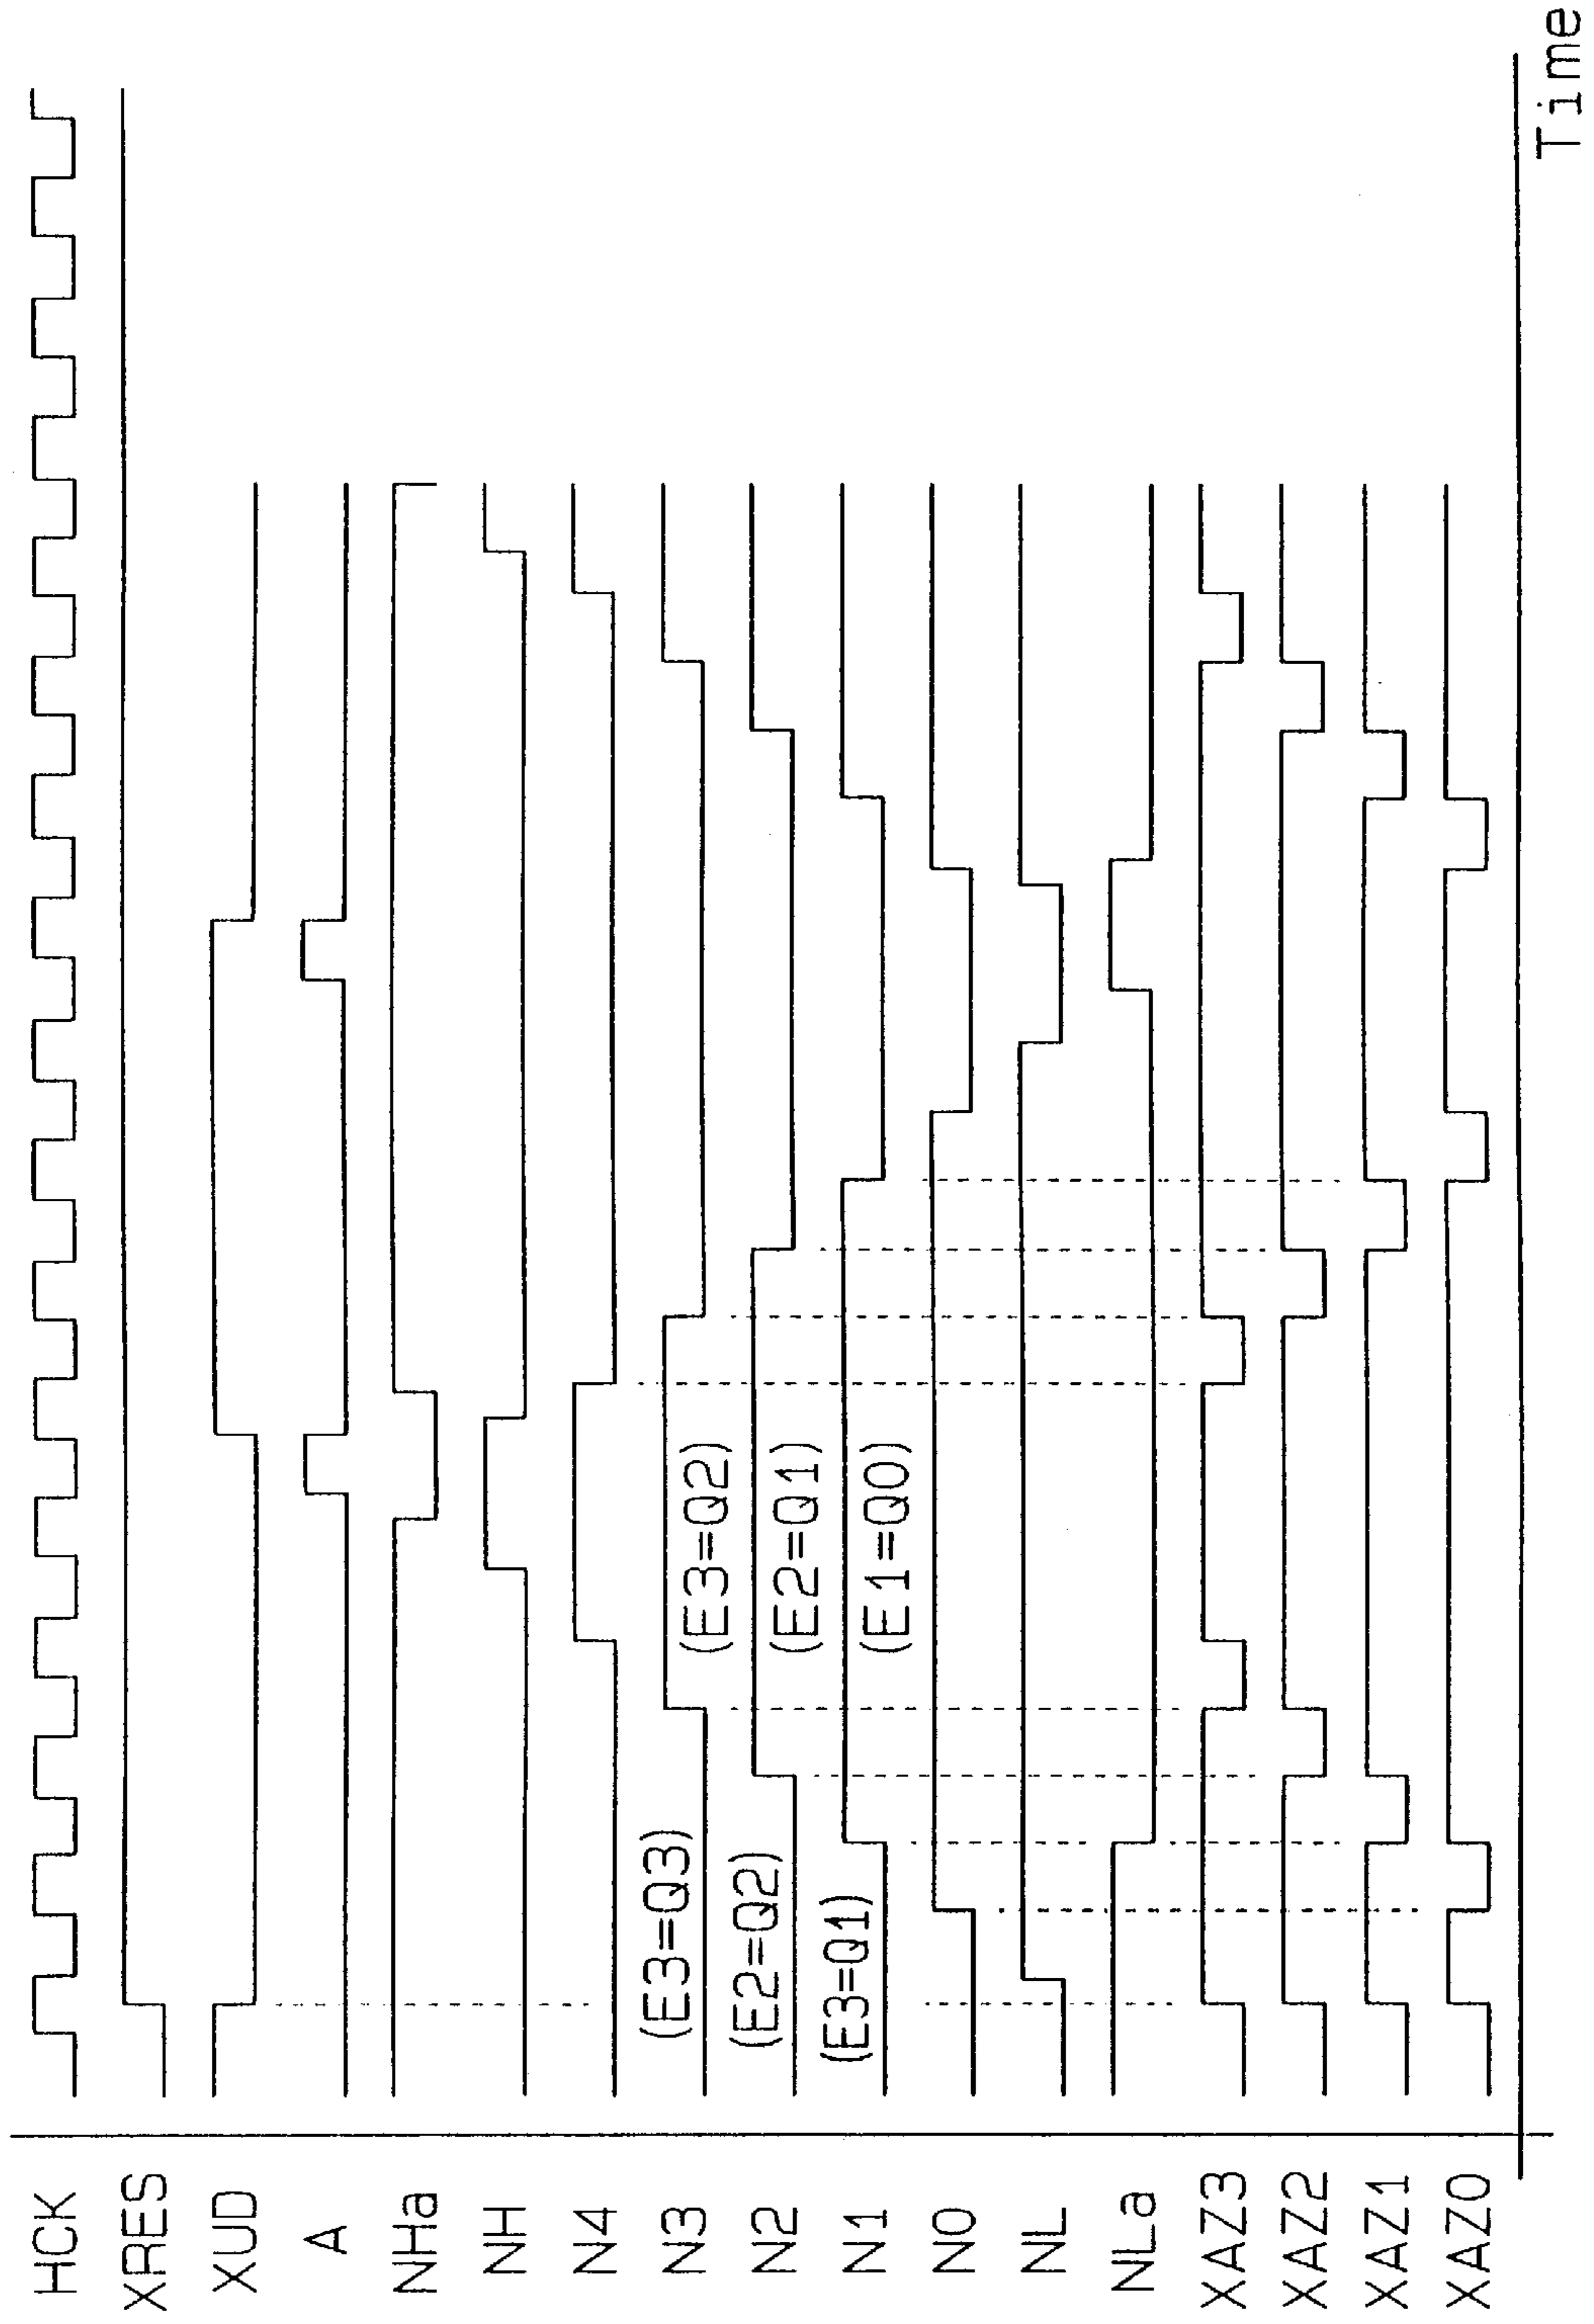 HCK
XRES
XUD
A
NHa
NH
N4
N3
(E3=Q3)
(E3=Q2)
N2
(E2=Q2)
(E2=Q1)
N1
(E3=Q1)
(E1=Q0)
N0
NL
NLa
XAZ3
XAZ2
XAZ1
XAZ0
Time